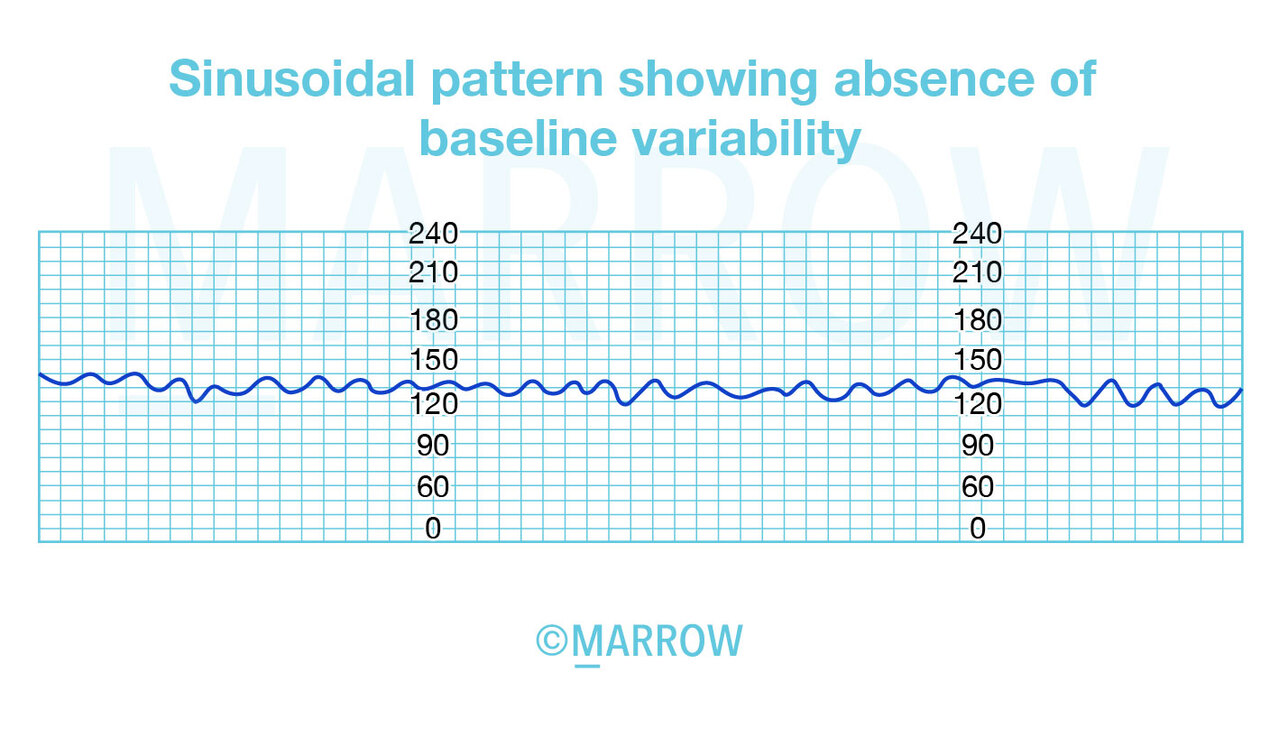 Sinusoidal pattern showing absence of
baseline variability
MARROW
240 240
210 210
180 180
150 150
120 120
90 90
60 60
0 0
©MARROW